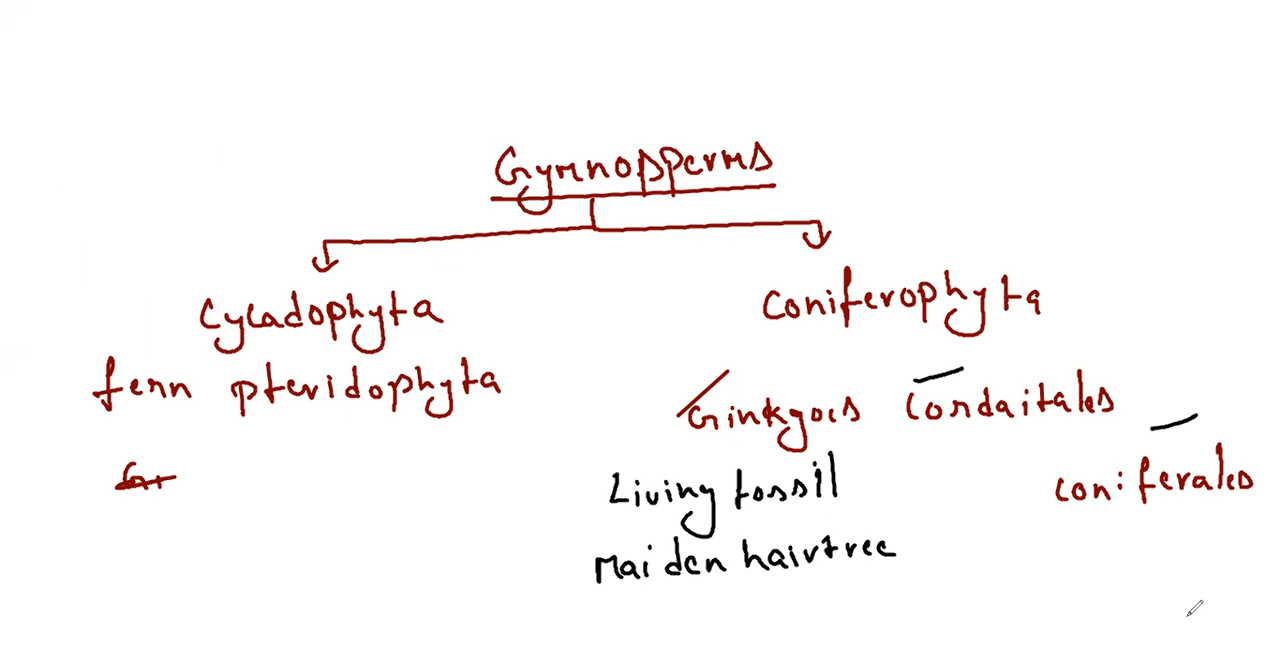 Gymnosperms
Cycadophyta
Coniferophyta
fern pteridophyta
Ginkgoes
Cordaitales
coniferales
Living fossil
Maiden hairtree